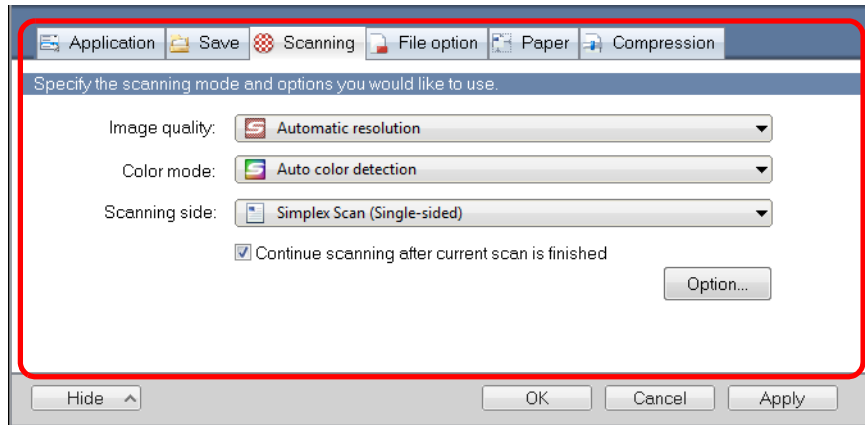 Application Save Scanning File option Paper Compression
Specify the scanning mode and options you would like to use.
Image quality: Automatic resolution
Color mode: Auto color detection
Scanning side: Simplex Scan (Single-sided)
Continue scanning after current scan is finished
Option...
Hide OK Cancel Apply